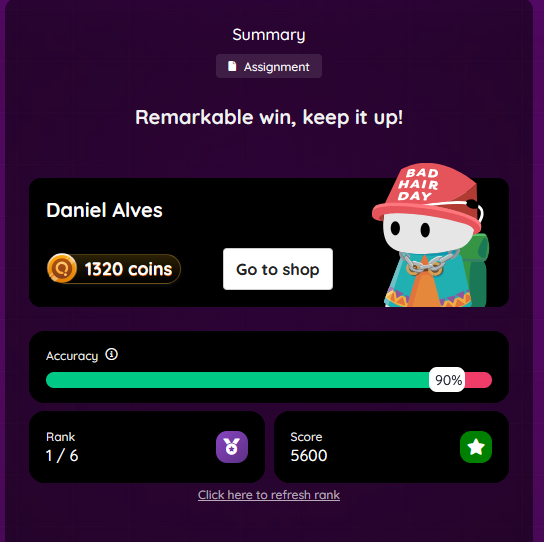 Summary
Assignment
Remarkable win, keep it up!
BAD
HAIR
DAY
Daniel Alves
1320 coins
Go to shop
Accuracy
90%
Rank
1 / 6
Score
5600
Click here to refresh rank